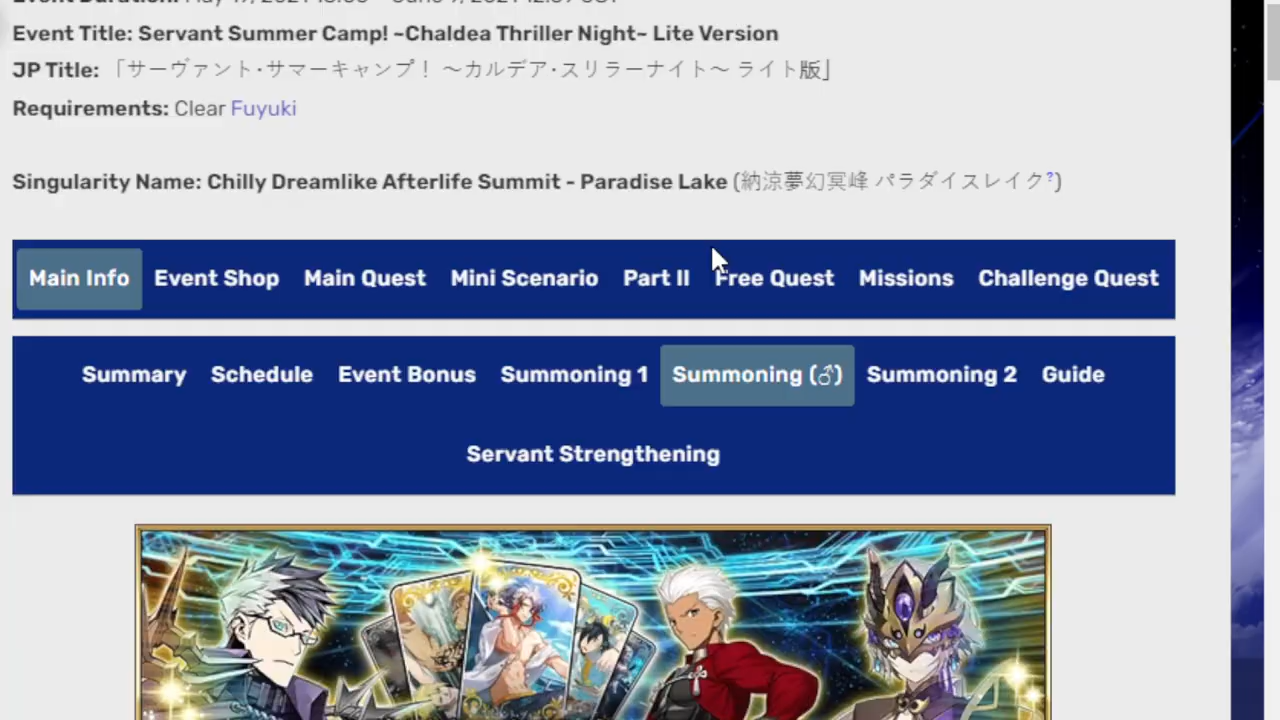 Event Title: Servant Summer Camp! ~Chaldea Thriller Night~ Lite Version
JP Title: 「サーヴァント・サマーキャンプ！ ～カルデア・スリラーナイト～ ライト版」
Requirements: Clear Fuyuki
Singularity Name: Chilly Dreamlike Afterlife Summit - Paradise Lake (納涼夢幻冥峰 パラダイスレイク?)
Main Info Event Shop Main Quest Mini Scenario Part II Free Quest Missions Challenge Quest
Summary Schedule Event Bonus Summoning 1 Summoning (♂) Summoning 2 Guide
Servant Strengthening